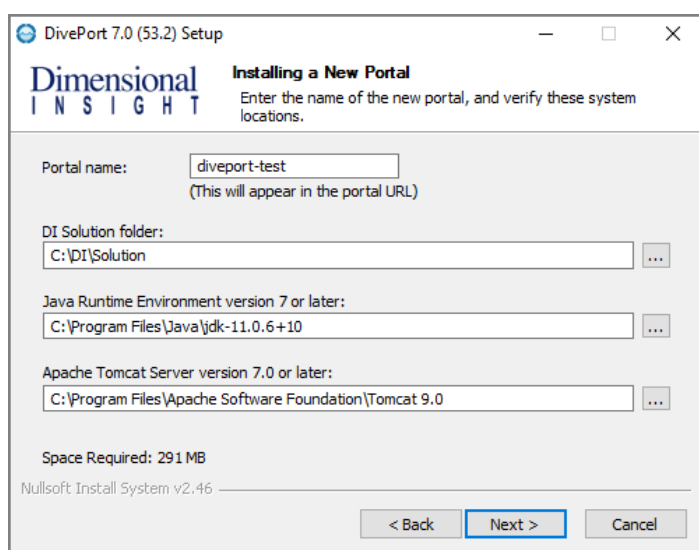 DivePort 7.0 (53.2) Setup
Dimensional
INSIGHT
Installing a New Portal
Enter the name of the new portal, and verify these system
locations.
Portal name:
diveport-test
(This will appear in the portal URL)
DI Solution folder:
C:\DI\Solution
...
Java Runtime Environment version 7 or later:
C:\Program Files\Java\jdk-11.0.6+10
...
Apache Tomcat Server version 7.0 or later:
C:\Program Files\Apache Software Foundation\Tomcat 9.0
...
Space Required: 291 MB
Nullsoft Install System v2.46
< Back Next > Cancel